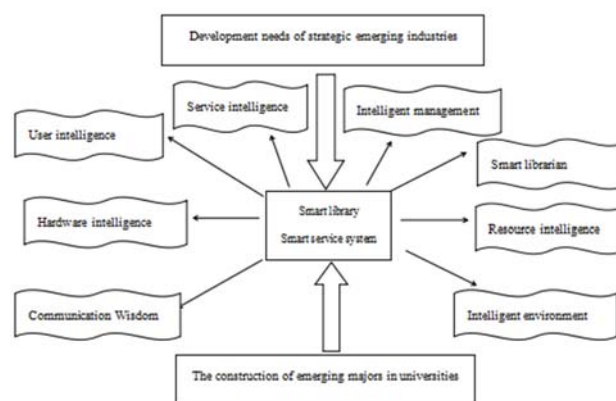 Development needs of strategic emerging industries
Service intelligence
Intelligent management
User intelligence
Smart librarian
Smart library
Smart service system
Hardware intelligence
Resource intelligence
Communication Wisdom
Intelligent environment
The construction of emerging majors in universities